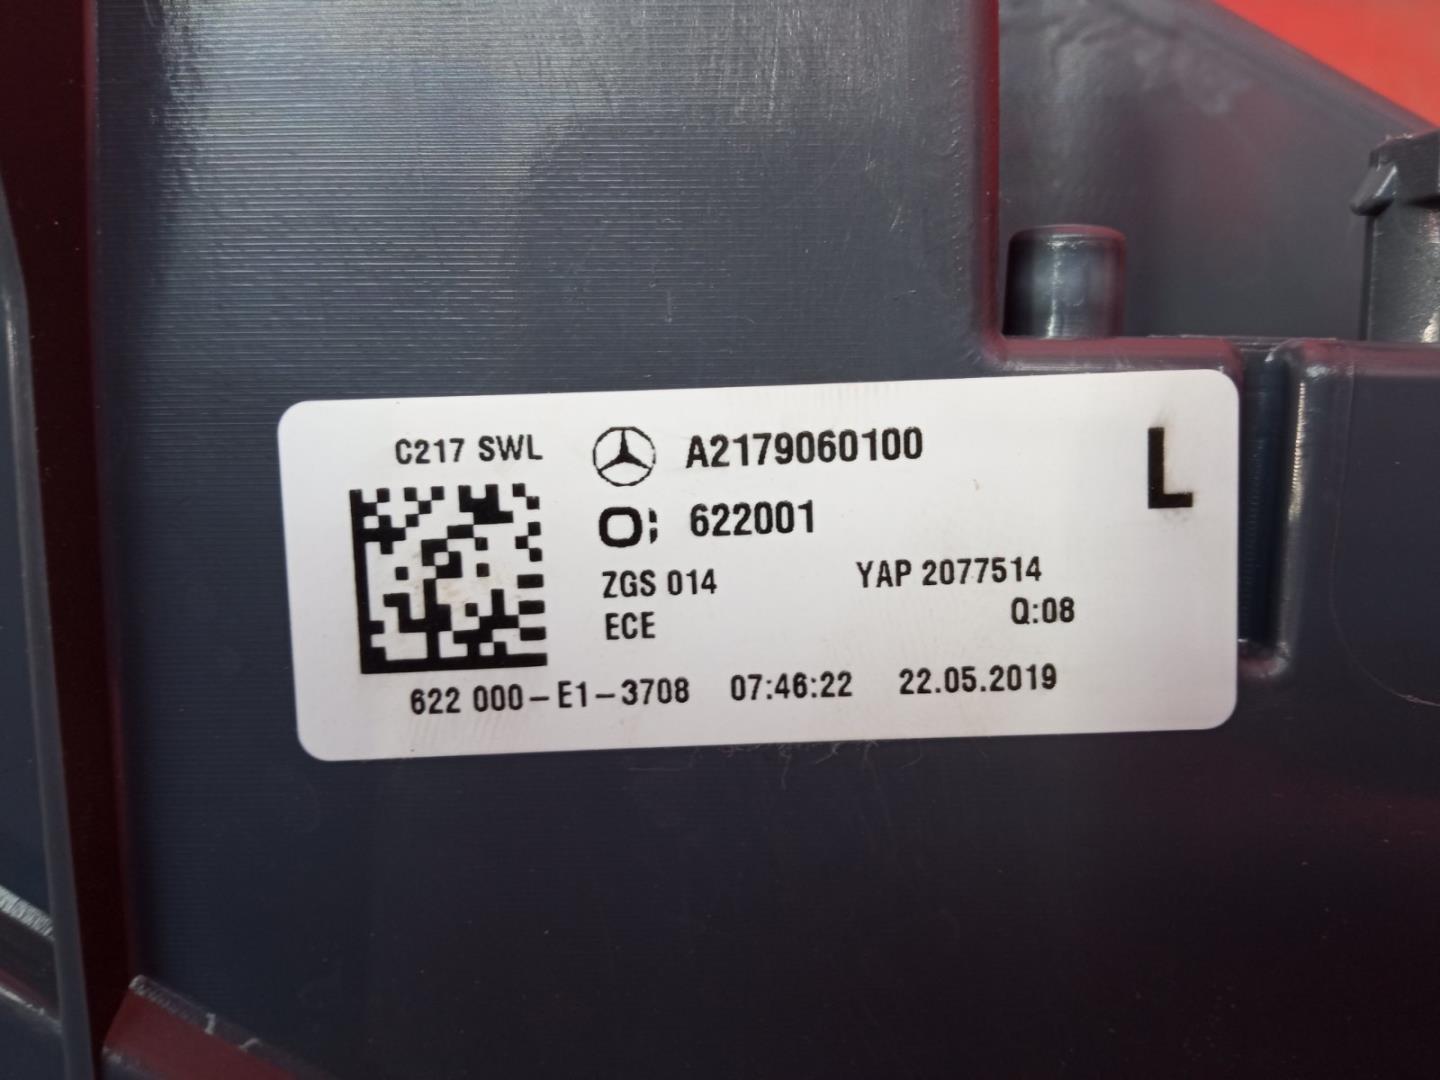 C217 SWL A2179060100 L
622001
ZGS 014 YAP 2077514
ECE Q:08
622 000-E1-3708 07:46:22 22.05.2019